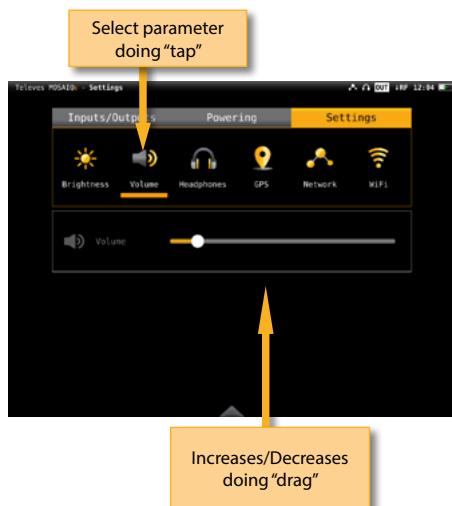 Select parameter
doing “tap”
Televes MOSAIQ6 - Settings OUT iRF 12:04
Inputs/Outputs Powering Settings
Brightness Volume Headphones GPS Network WiFi
Volume
Increases/Decreases
doing “drag”